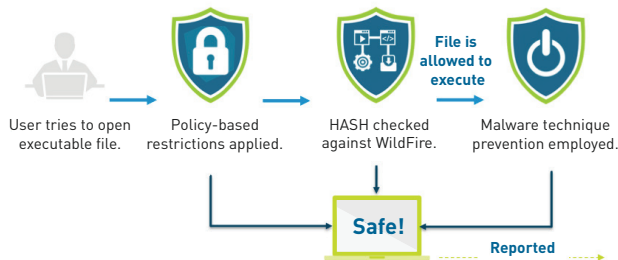 File is
allowed to
execute
User tries to open
executable file.
Policy-based
restrictions applied.
HASH checked
against WildFire.
Malware technique
prevention employed.
Safe!
Reported